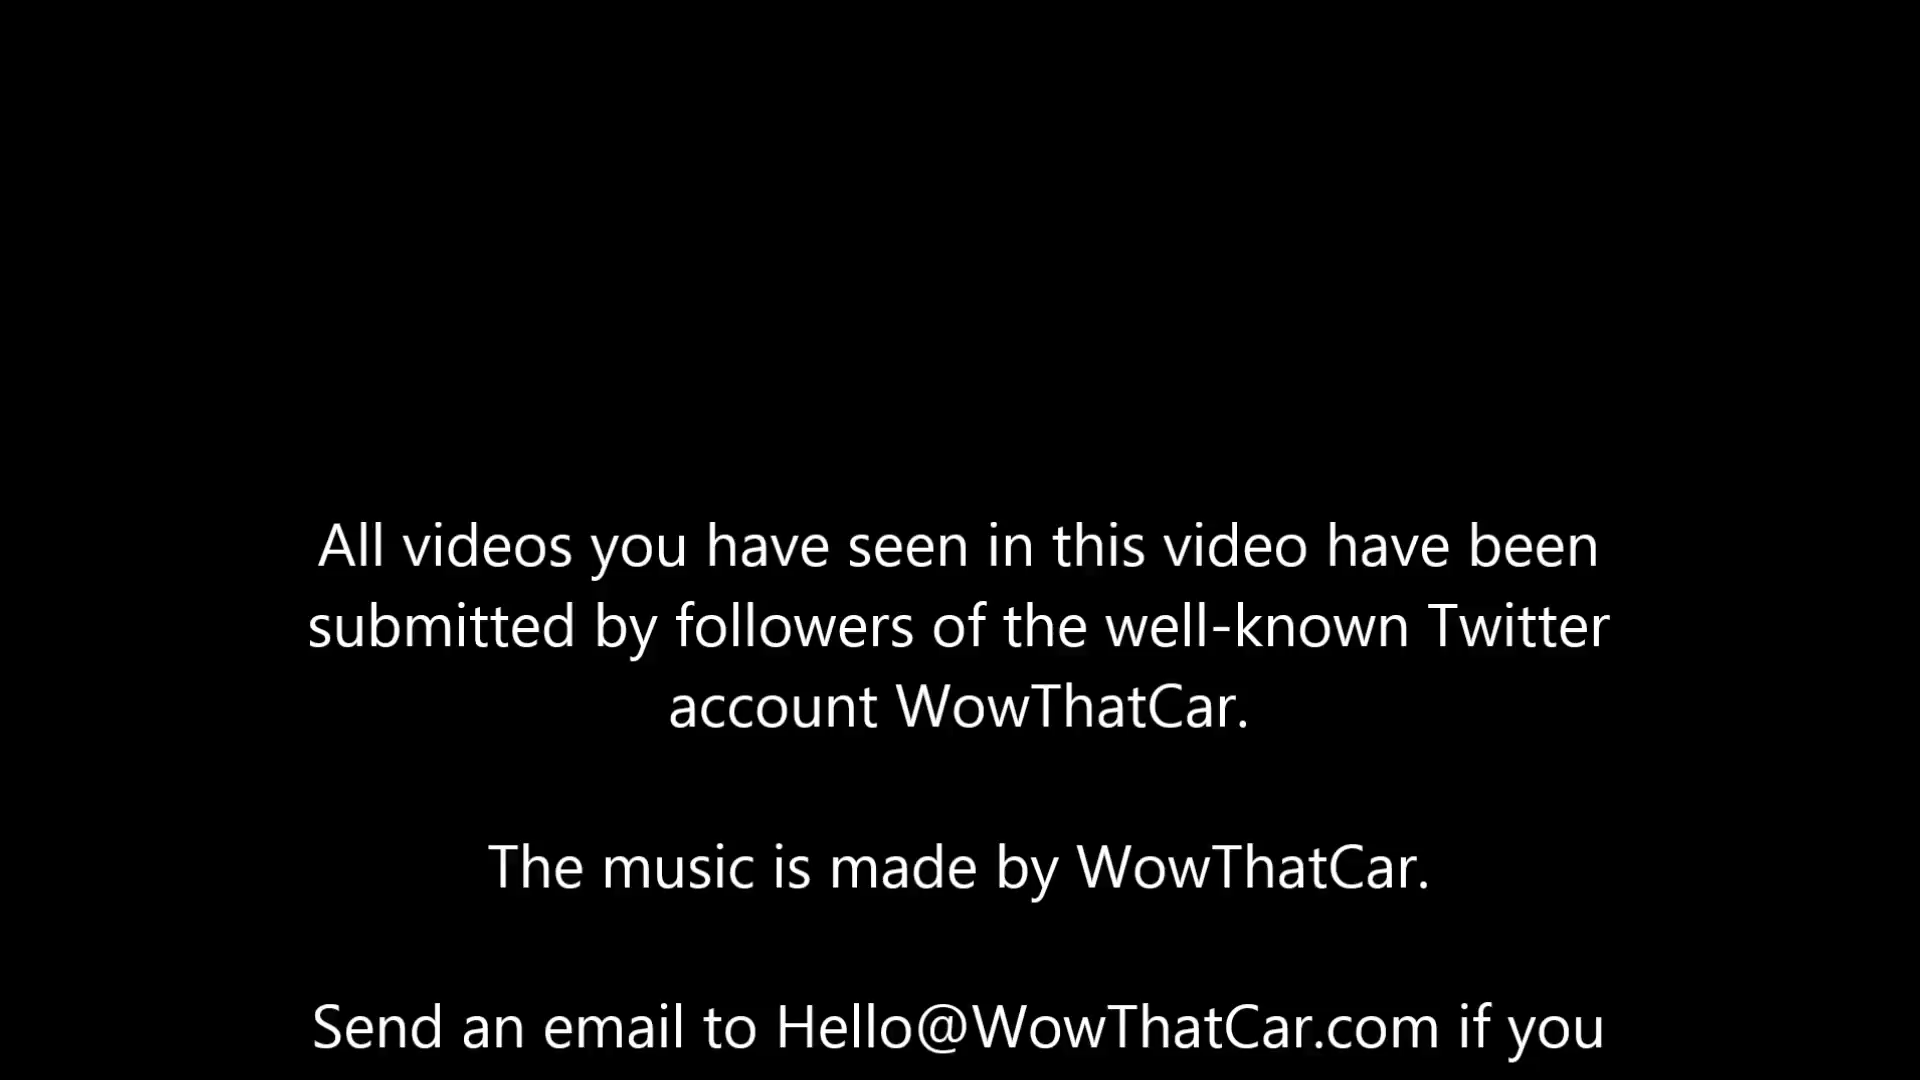 All videos you have seen in this video have been
submitted by followers of the well-known Twitter
account WowThatCar.
The music is made by WowThatCar.
Send an email to Hello@WowThatCar.com if you